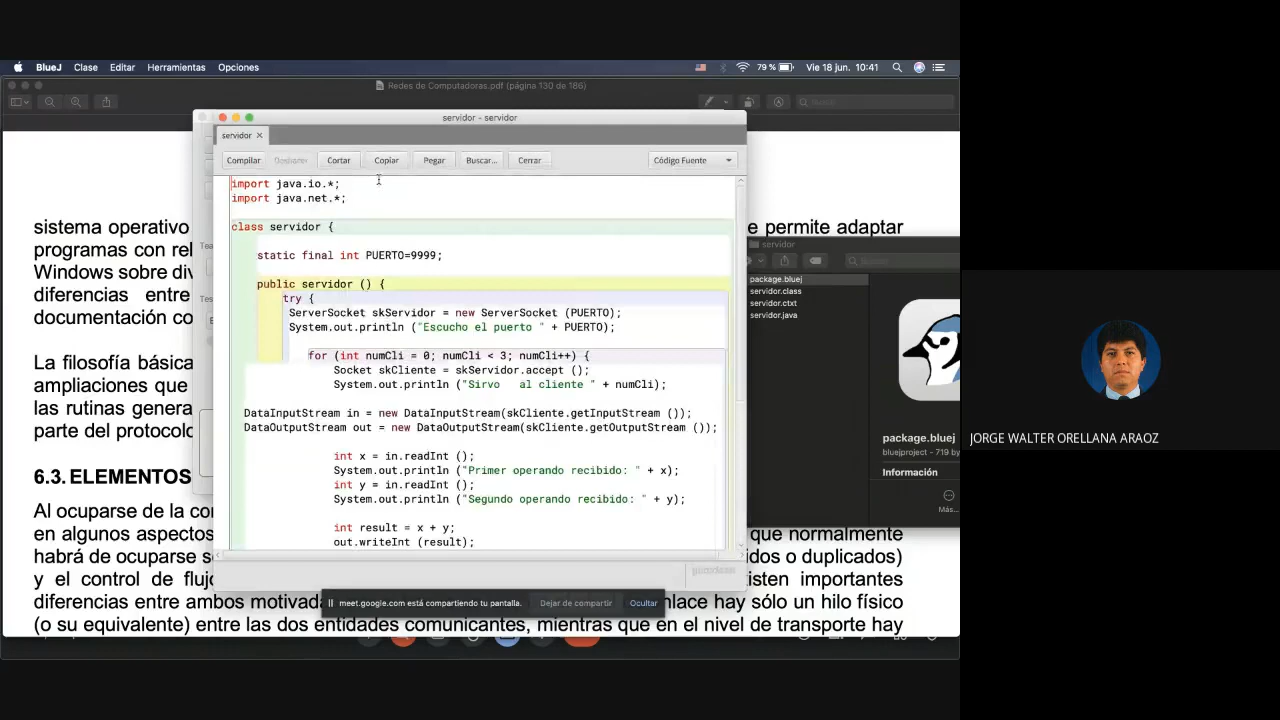 BlueJ Clase Editar Herramientas Opciones
79 % Vie 18 jun. 10:41
Redes de Computadoras.pdf (página 130 de 186)
servidor - servidor
servidor
Compilar Deshacer Cortar Copiar Pegar Buscar... Cerrar Código Fuente
import java.io.*;
import java.net.*;
class servidor {
static final int PUERTO=9999;
public servidor () {
try {
ServerSocket skServidor = new ServerSocket (PUERTO);
System.out.println ("Escucho el puerto " + PUERTO);
for (int numCli = 0; numCli < 3; numCli++) {
Socket skCliente = skServidor.accept ();
System.out.println ("Sirvo al cliente " + numCli);
DataInputStream in = new DataInputStream(skCliente.getInputStream ());
DataOutputStream out = new DataOutputStream(skCliente.getOutputStream ());
int x = in.readInt ();
System.out.println ("Primer operando recibido: " + x);
int y = in.readInt ();
System.out.println ("Segundo operando recibido: " + y);
int result = x + y;
out.writeInt (result);
sistema operativo
programas con rel
Windows sobre div
diferencias entre
documentación co
La filosofía básica
ampliaciones que
las rutinas genera
parte del protocolo
6.3. ELEMENTOS
Al ocuparse de la co
en algunos aspectos que normalmente
habrá de ocuparse se idos o duplicados)
y el control de flujo isten importantes
diferencias entre ambos motivada nlace hay sólo un hilo físico
(o su equivalente) entre las dos entidades comunicantes, mientras que en el nivel de transporte hay
e permite adaptar
servidor
package.bluej
servidor.class
servidor.ctxt
servidor.java
package.bluej
bluejproject - 719 by
Información
Más...
meet.google.com está compartiendo tu pantalla. Dejar de compartir Ocultar
JORGE WALTER ORELLANA ARAOZ